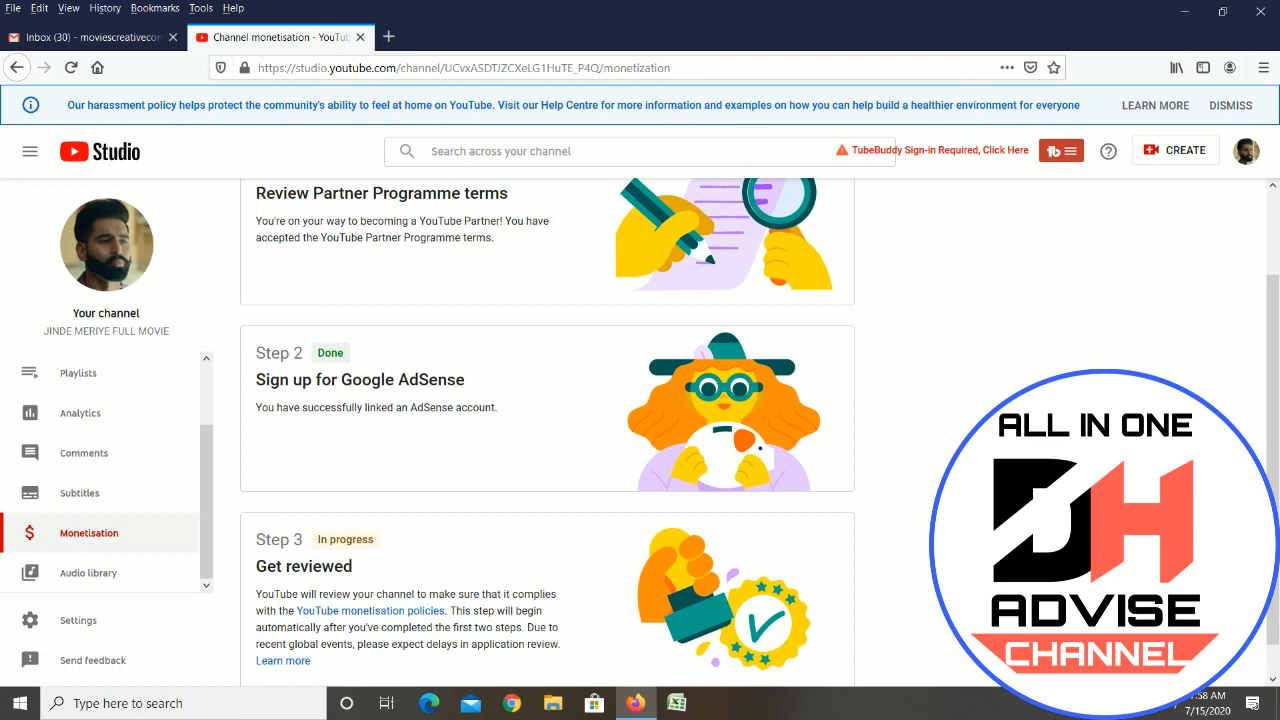 File Edit View History Bookmarks Tools Help
Inbox (30) - moviescreativecor
Channel monetisation - YouTu
https://studio.youtube.com/channel/UCvxASDTJZCXeLG1HuTE_P4Q/monetization
Our harassment policy helps protect the community's ability to feel at home on YouTube. Visit our Help Centre for more information and examples on how you can help build a healthier environment for everyone
LEARN MORE DISMISS
Studio
Search across your channel
TubeBuddy Sign-in Required, Click Here
tb
CREATE
Your channel
JINDE MERIYE FULL MOVIE
Playlists
Analytics
Comments
Subtitles
Monetisation
Audio library
Settings
Send feedback
Review Partner Programme terms
You're on your way to becoming a YouTube Partner! You have
accepted the YouTube Partner Programme terms.
Step 2 Done
Sign up for Google AdSense
You have successfully linked an AdSense account.
Step 3 In progress
Get reviewed
YouTube will review your channel to make sure that it complies
with the YouTube monetisation policies. This step will begin
automatically after you've completed the first two steps. Due to
recent global events, please expect delays in application review.
Learn more
ALL IN ONE
DH
ADVISE
CHANNEL
Type here to search
:58 AM
7/15/2020